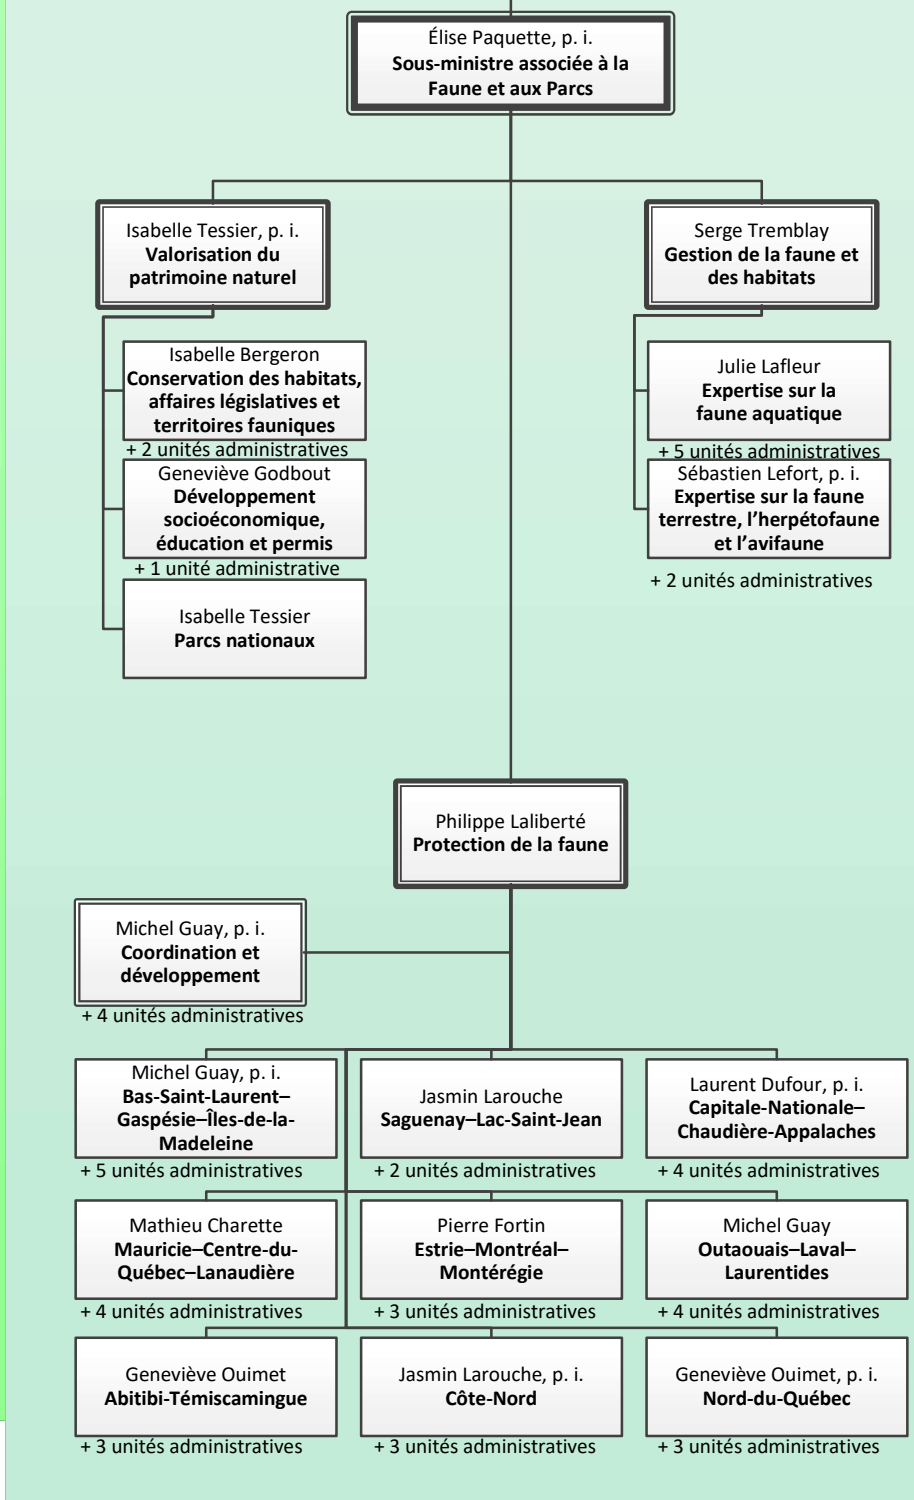 Élise Paquette, p. i.
Sous-ministre associée à la
Faune et aux Parcs
Isabelle Tessier, p. i.
Valorisation du
patrimoine naturel
Serge Tremblay
Gestion de la faune et
des habitats
Isabelle Bergeron
Conservation des habitats,
affaires législatives et
territoires fauniques
+ 2 unités administratives
Geneviève Godbout
Développement
socioéconomique,
éducation et permis
+ 1 unité administrative
Isabelle Tessier
Parcs nationaux
Julie Lafleur
Expertise sur la
faune aquatique
+ 5 unités administratives
Sébastien Lefort, p. i.
Expertise sur la faune
terrestre, l’herpétofaune
et l’avifaune
+ 2 unités administratives
Philippe Laliberté
Protection de la faune
Michel Guay, p. i.
Coordination et
développement
+ 4 unités administratives
Michel Guay, p. i.
Bas-Saint-Laurent–
Gaspésie–Îles-de-la-
Madeleine
+ 5 unités administratives
Jasmin Larouche
Saguenay–Lac-Saint-Jean
+ 2 unités administratives
Laurent Dufour, p. i.
Capitale-Nationale–
Chaudière-Appalaches
+ 4 unités administratives
Mathieu Charette
Mauricie–Centre-du-
Québec–Lanaudière
+ 4 unités administratives
Pierre Fortin
Estrie–Montréal–
Montérégie
+ 3 unités administratives
Michel Guay
Outaouais–Laval–
Laurentides
+ 4 unités administratives
Geneviève Ouimet
Abitibi-Témiscamingue
+ 3 unités administratives
Jasmin Larouche, p. i.
Côte-Nord
+ 3 unités administratives
Geneviève Ouimet, p. i.
Nord-du-Québec
+ 3 unités administratives